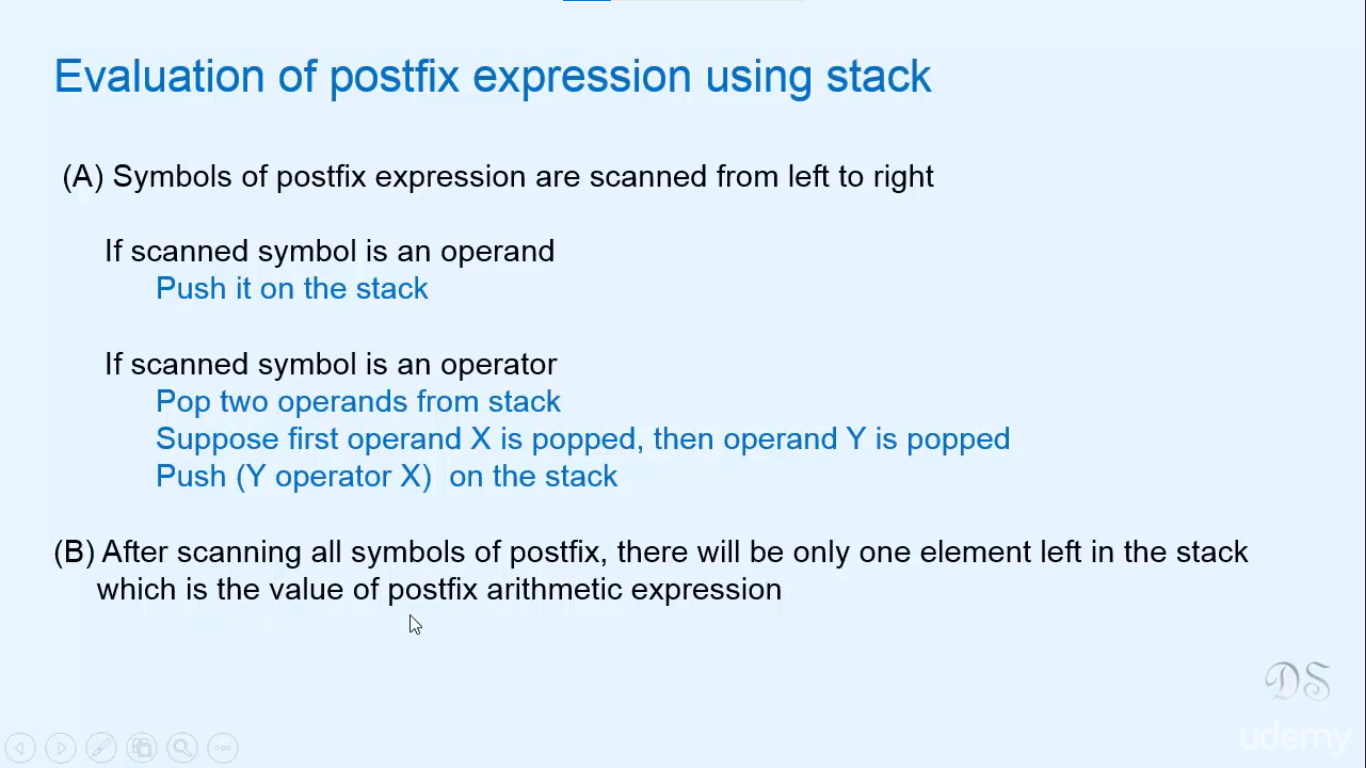 Evaluation of postfix expression using stack
(A) Symbols of postfix expression are scanned from left to right
If scanned symbol is an operand
Push it on the stack
If scanned symbol is an operator
Pop two operands from stack
Suppose first operand X is popped, then operand Y is popped
Push (Y operator X) on the stack
(B) After scanning all symbols of postfix, there will be only one element left in the stack
which is the value of postfix arithmetic expression
DS
udemy